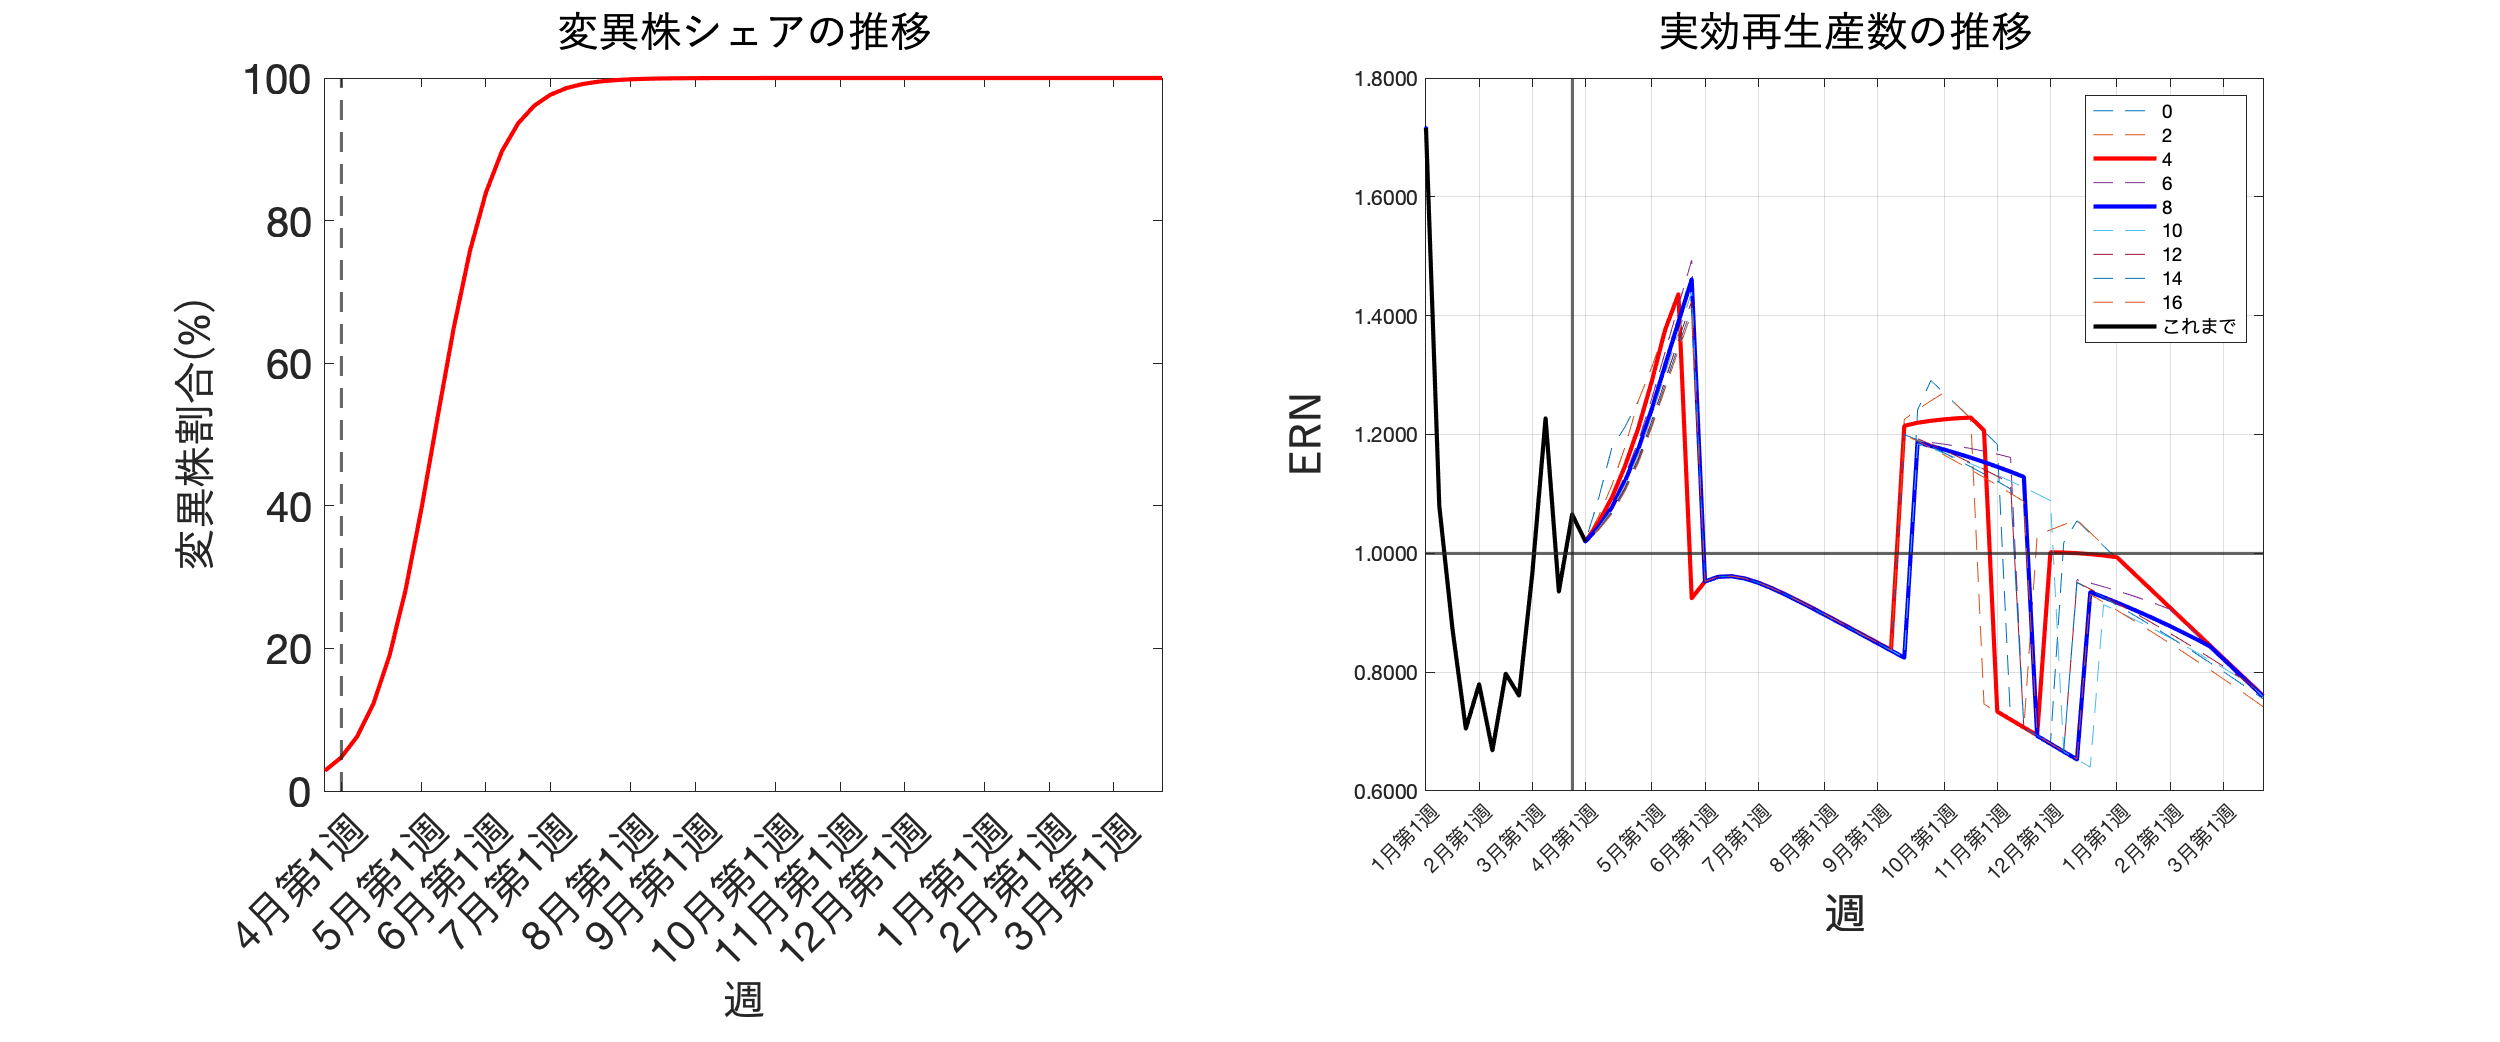 変異株シェアの推移
変異株割合(%)
100
80
60
40
20
0
4月第1週
5月第1週
6月第1週
7月第1週
8月第1週
9月第1週
10月第1週
11月第1週
12月第1週
1月第1週
2月第1週
3月第1週
週
実効再生産数の推移
ERN
1.8000
1.6000
1.4000
1.2000
1.0000
0.8000
0.6000
0
2
4
6
8
10
12
14
16
これまで
1月第1週
2月第1週
3月第1週
4月第1週
5月第1週
6月第1週
7月第1週
8月第1週
9月第1週
10月第1週
11月第1週
12月第1週
1月第1週
2月第1週
3月第1週
週